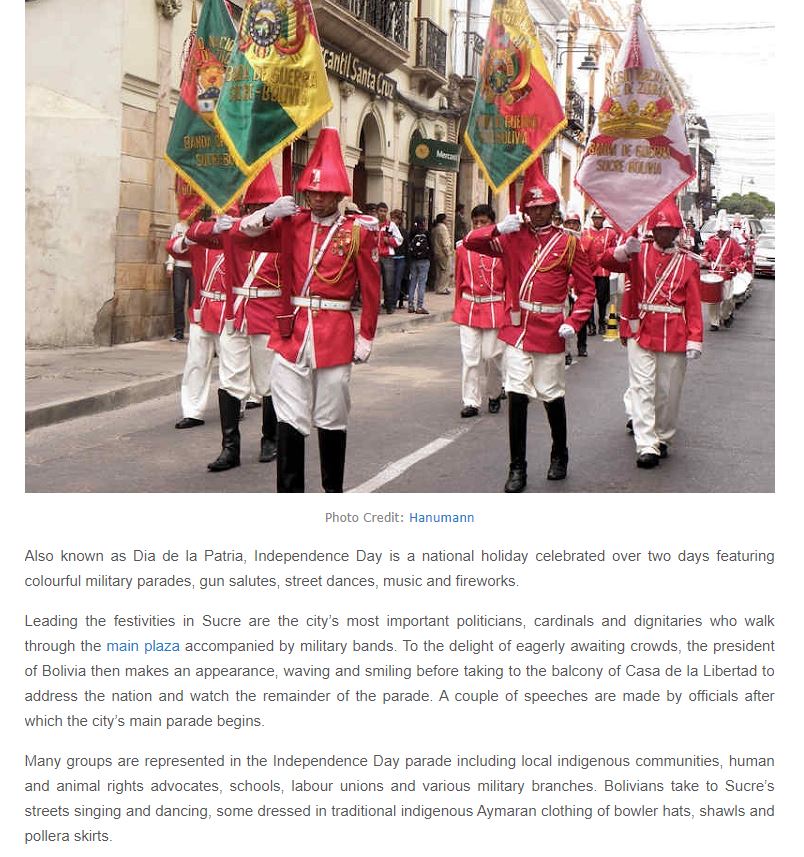 BANDA DE GUERRA
SUCRE-BOLIVIA
Mercantil Santa Cruz
BANDA DE GUERRA
SUCRE-BOLIVIA
Photo Credit: Hanumann
Also known as Dia de la Patria, Independence Day is a national holiday celebrated over two days featuring
colourful military parades, gun salutes, street dances, music and fireworks.
Leading the festivities in Sucre are the city’s most important politicians, cardinals and dignitaries who walk
through the main plaza accompanied by military bands. To the delight of eagerly awaiting crowds, the president
of Bolivia then makes an appearance, waving and smiling before taking to the balcony of Casa de la Libertad to
address the nation and watch the remainder of the parade. A couple of speeches are made by officials after
which the city’s main parade begins.
Many groups are represented in the Independence Day parade including local indigenous communities, human
and animal rights advocates, schools, labour unions and various military branches. Bolivians take to Sucre’s
streets singing and dancing, some dressed in traditional indigenous Aymaran clothing of bowler hats, shawls and
pollera skirts.